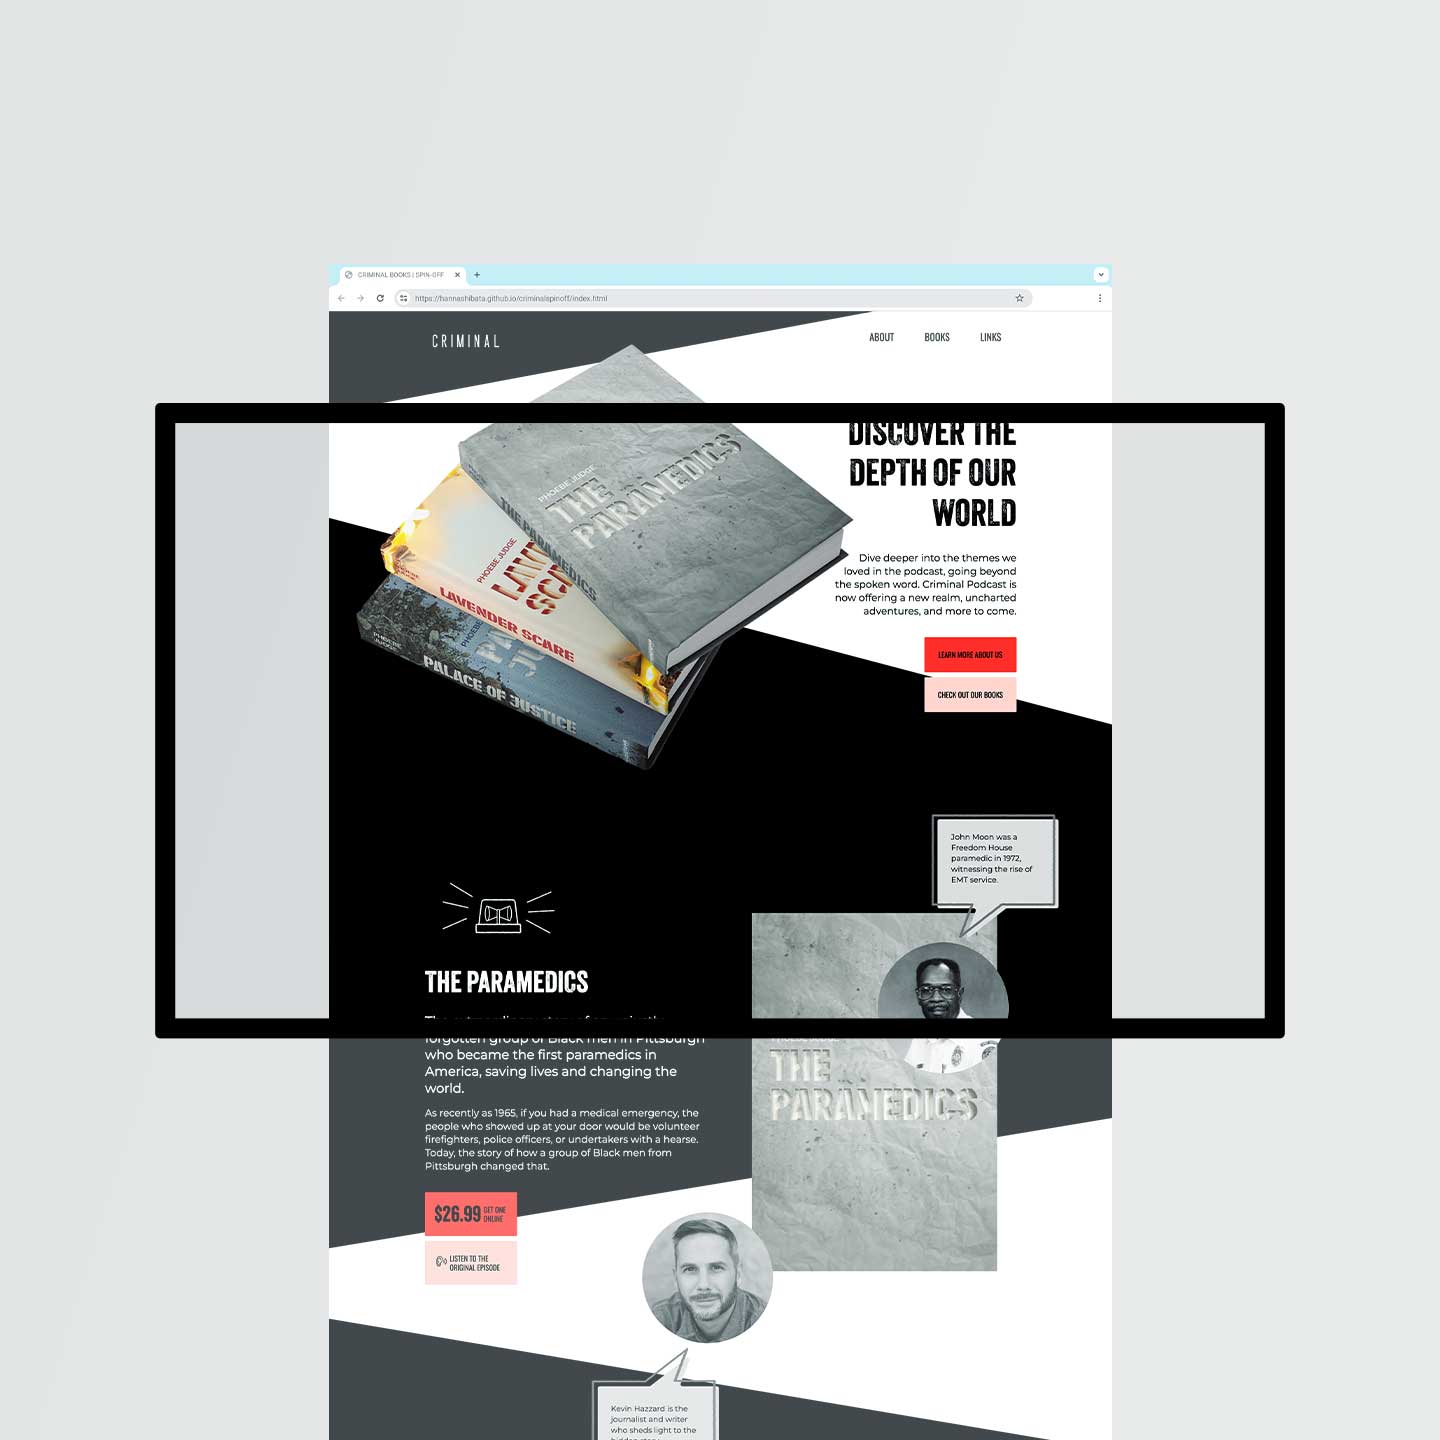 CRIMINAL BOOKS | SPIN-OFF
https://hannashibata.github.io/criminalspinoff/index.html
CRIMINAL
ABOUT
BOOKS
LINKS
DISCOVER THE
DEPTH OF OUR
WORLD
PHOEBE JUDGE
THE
PARAMEDICS
THE PARAMEDICS
PHOEBE JUDGE
LAVENDER SCARE
PHOEBE
PHOEBE
JUDGE
PALACE OF JUSTICE
Dive deeper into the themes we
loved in the podcast, going beyond
the spoken word. Criminal Podcast is
now offering a new realm, uncharted
adventures, and more to come.
LEARN MORE ABOUT US
CHECK OUT OUR BOOKS
John Moon was a
Freedom House
paramedic in 1972,
witnessing the rise of
EMT service.
THE PARAMEDICS
forgotten group of Black men in Pittsburgh
who became the first paramedics in
America, saving lives and changing the
world.
As recently as 1965, if you had a medical emergency, the
people who showed up at your door would be volunteer
firefighters, police officers, or undertakers with a hearse.
Today, the story of how a group of Black men from
Pittsburgh changed that.
$26.99 GET ONE
ONLINE
LISTEN TO THE
ORIGINAL EPISODE
THE
PARAMEDICS
Kevin Hazzard is the
journalist and writer
who sheds light to the